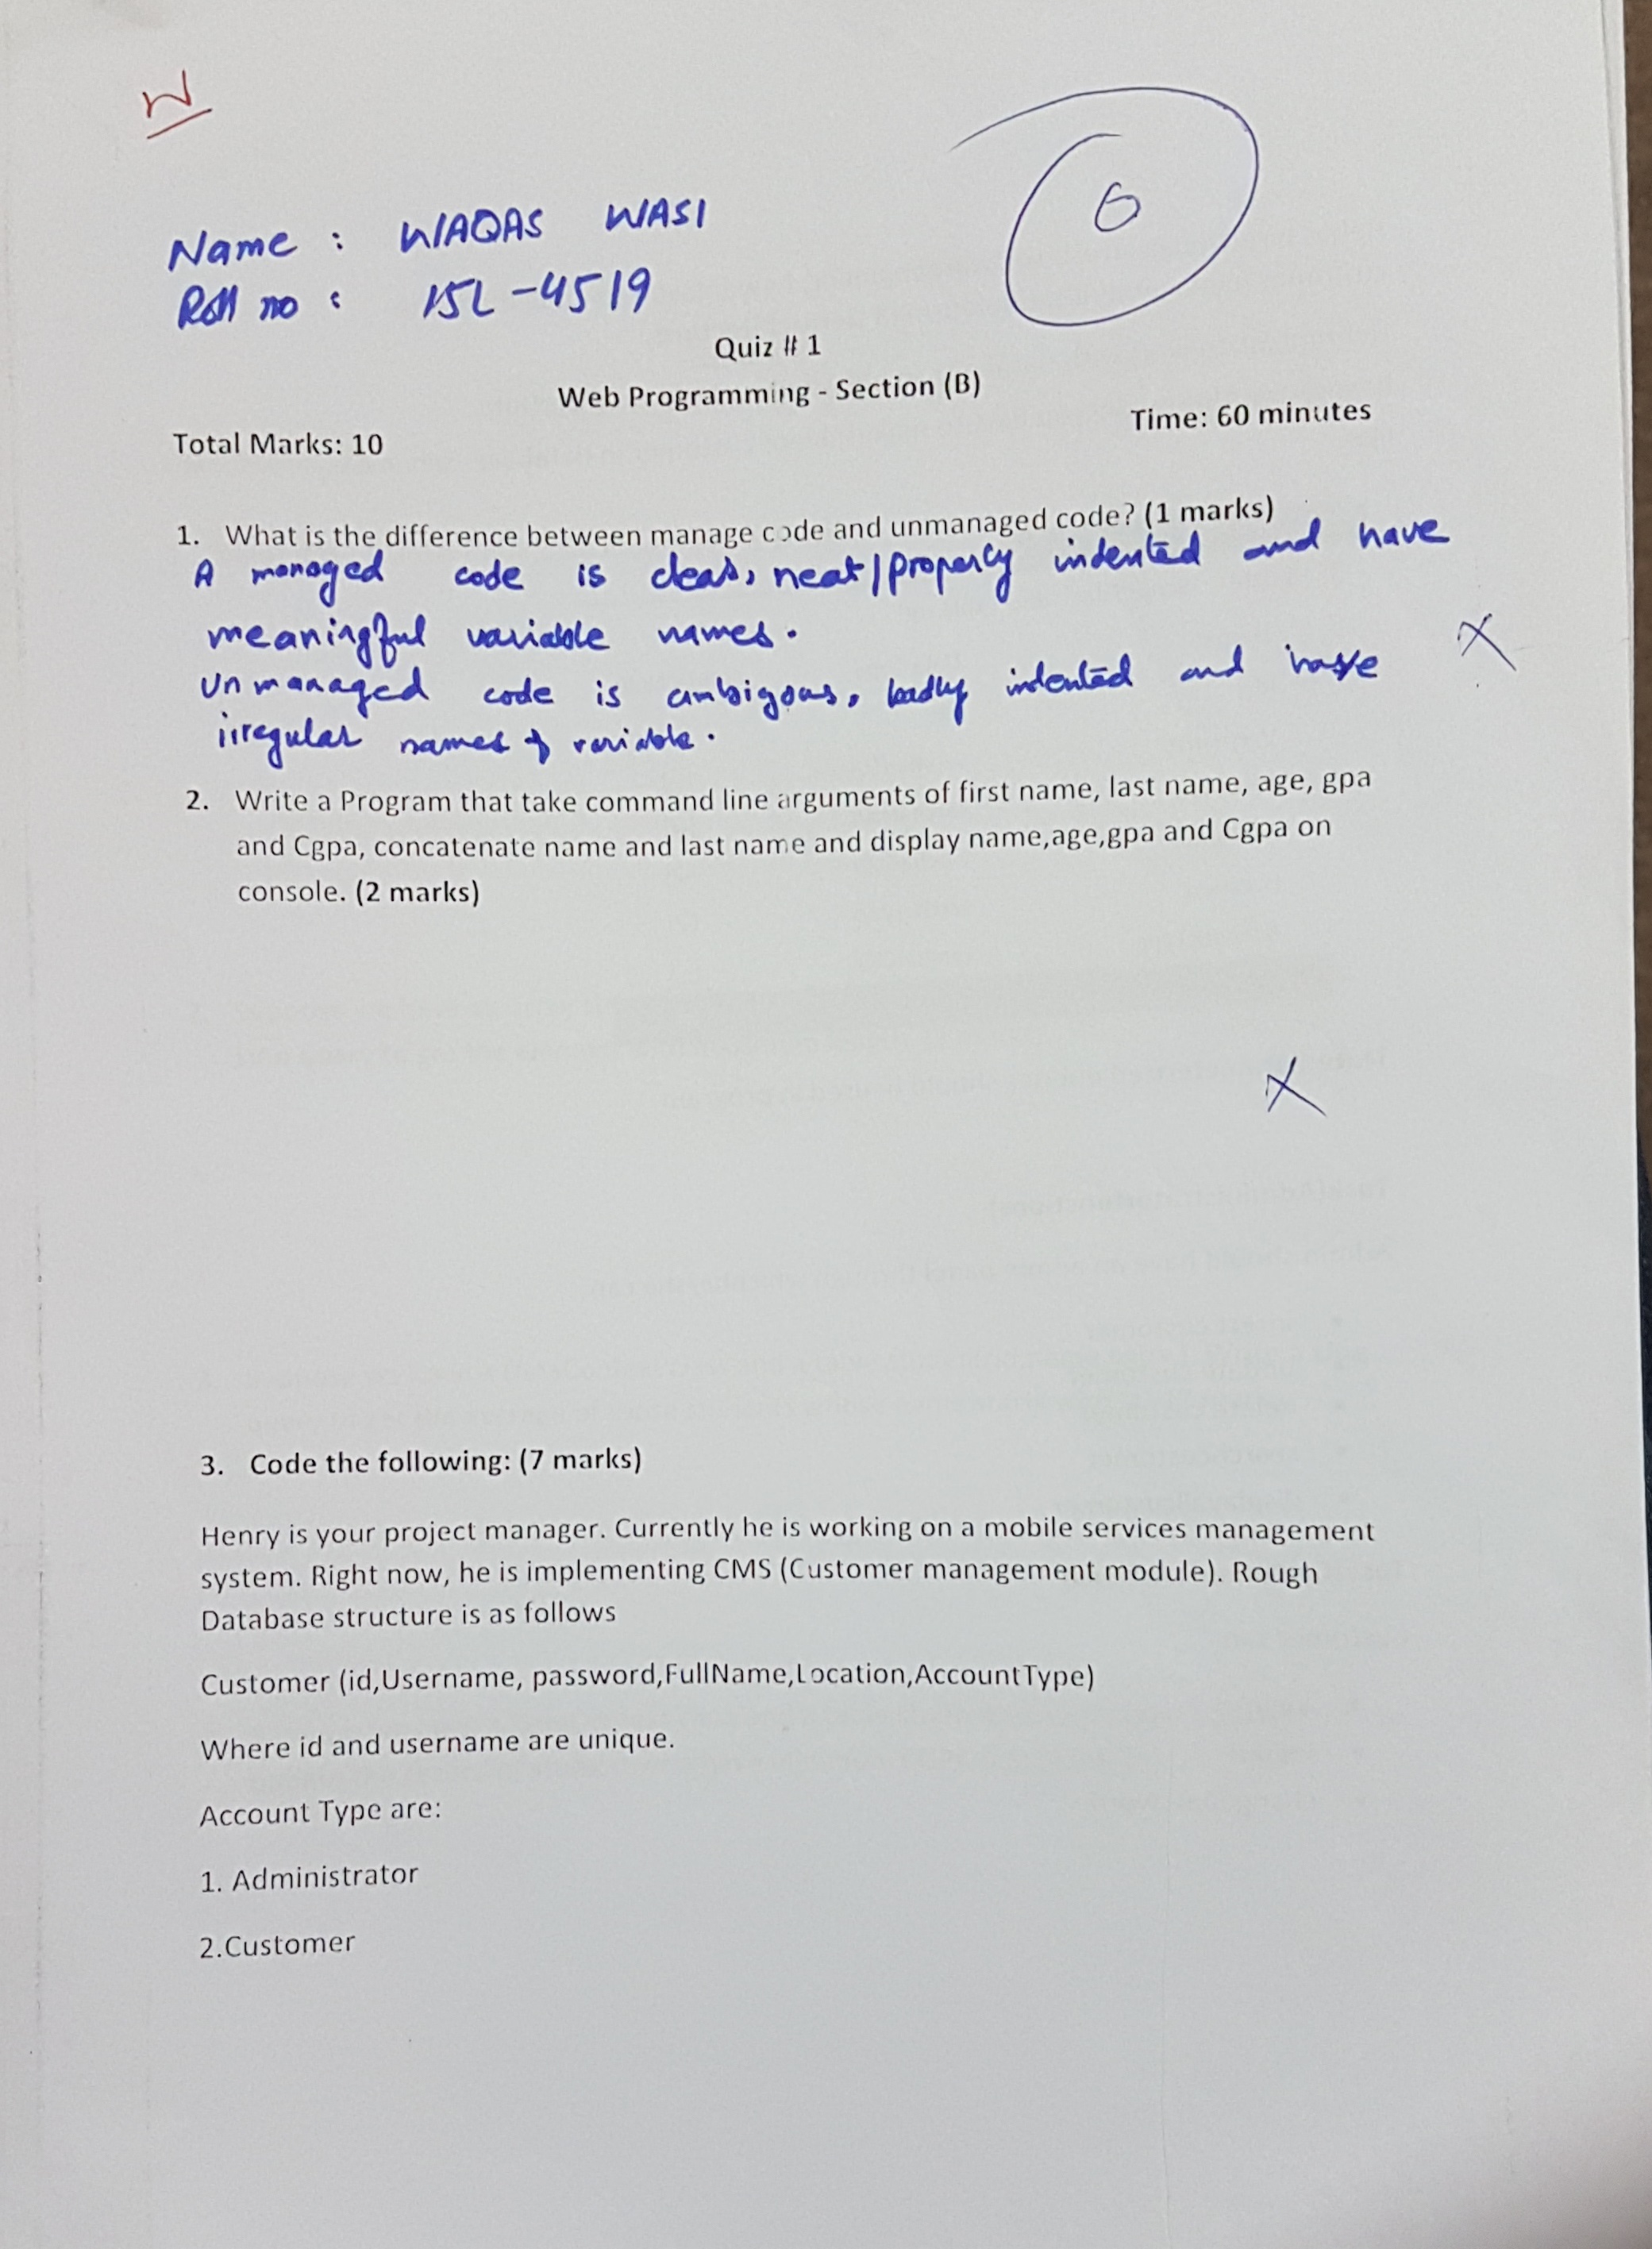 N
6
Name : WAQAS WASI
Roll no : 15L-4519
Quiz # 1
Web Programming - Section (B)
Total Marks: 10
Time: 60 minutes
1. What is the difference between manage code and unmanaged code? (1 marks)
A managed code is clear, neat/properly indented and have
meaningful variable names.
Unmanaged code is ambigous, badly indented and have
irregular names of variable.
2. Write a Program that take command line arguments of first name, last name, age, gpa
and Cgpa, concatenate name and last name and display name,age,gpa and Cgpa on
console. (2 marks)
3. Code the following: (7 marks)
Henry is your project manager. Currently he is working on a mobile services management
system. Right now, he is implementing CMS (Customer management module). Rough
Database structure is as follows
Customer (id,Username, password,FullName,Location,AccountType)
Where id and username are unique.
Account Type are:
1. Administrator
2.Customer